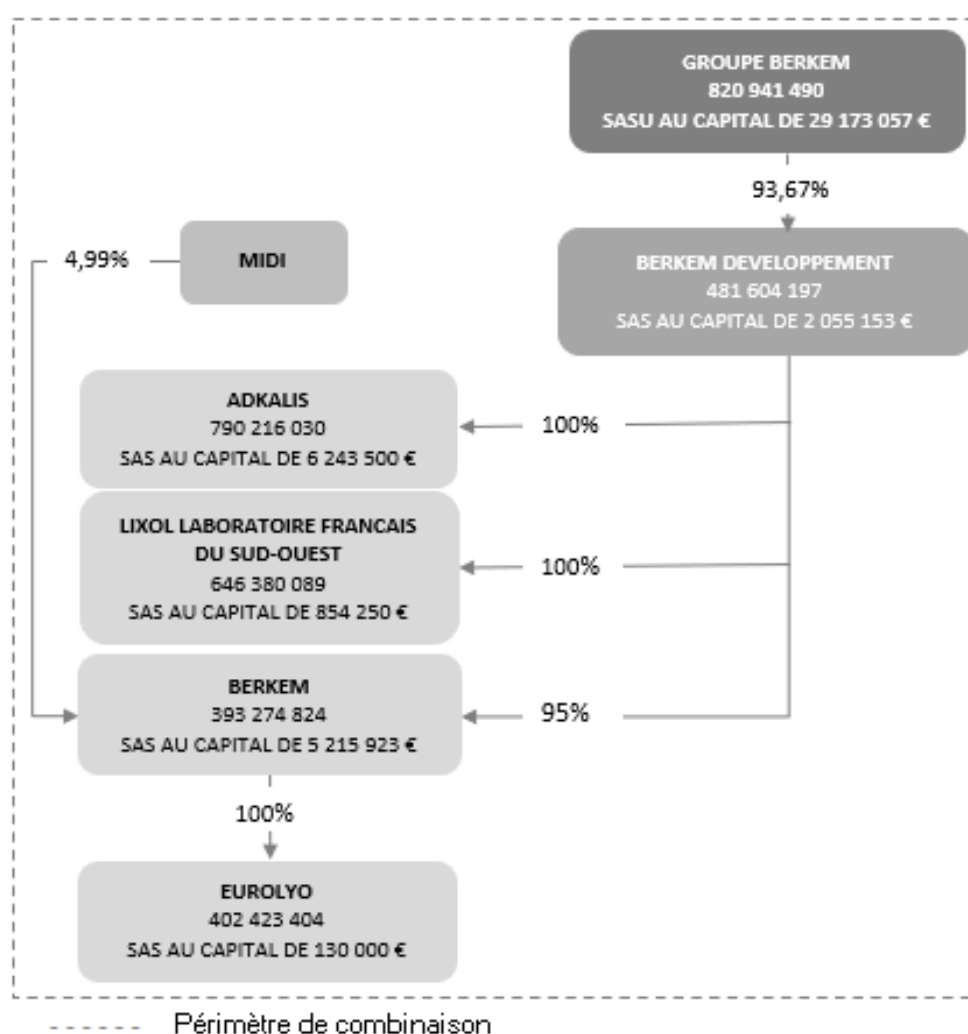 GROUPE BERKEM
820 941 490
SASU AU CAPITAL DE 29 173 057 €
93,67%
4,99%
MIDI
BERKEM DEVELOPPEMENT
481 604 197
SAS AU CAPITAL DE 2 055 153 €
ADKALIS
790 216 030
SAS AU CAPITAL DE 6 243 500 €
100%
LIXOL LABORATOIRE FRANCAIS
DU SUD-OUEST
646 380 089
SAS AU CAPITAL DE 854 250 €
100%
BERKEM
393 274 824
SAS AU CAPITAL DE 5 215 923 €
95%
100%
EUROLYO
402 423 404
SAS AU CAPITAL DE 130 000 €
Périmètre de combinaison